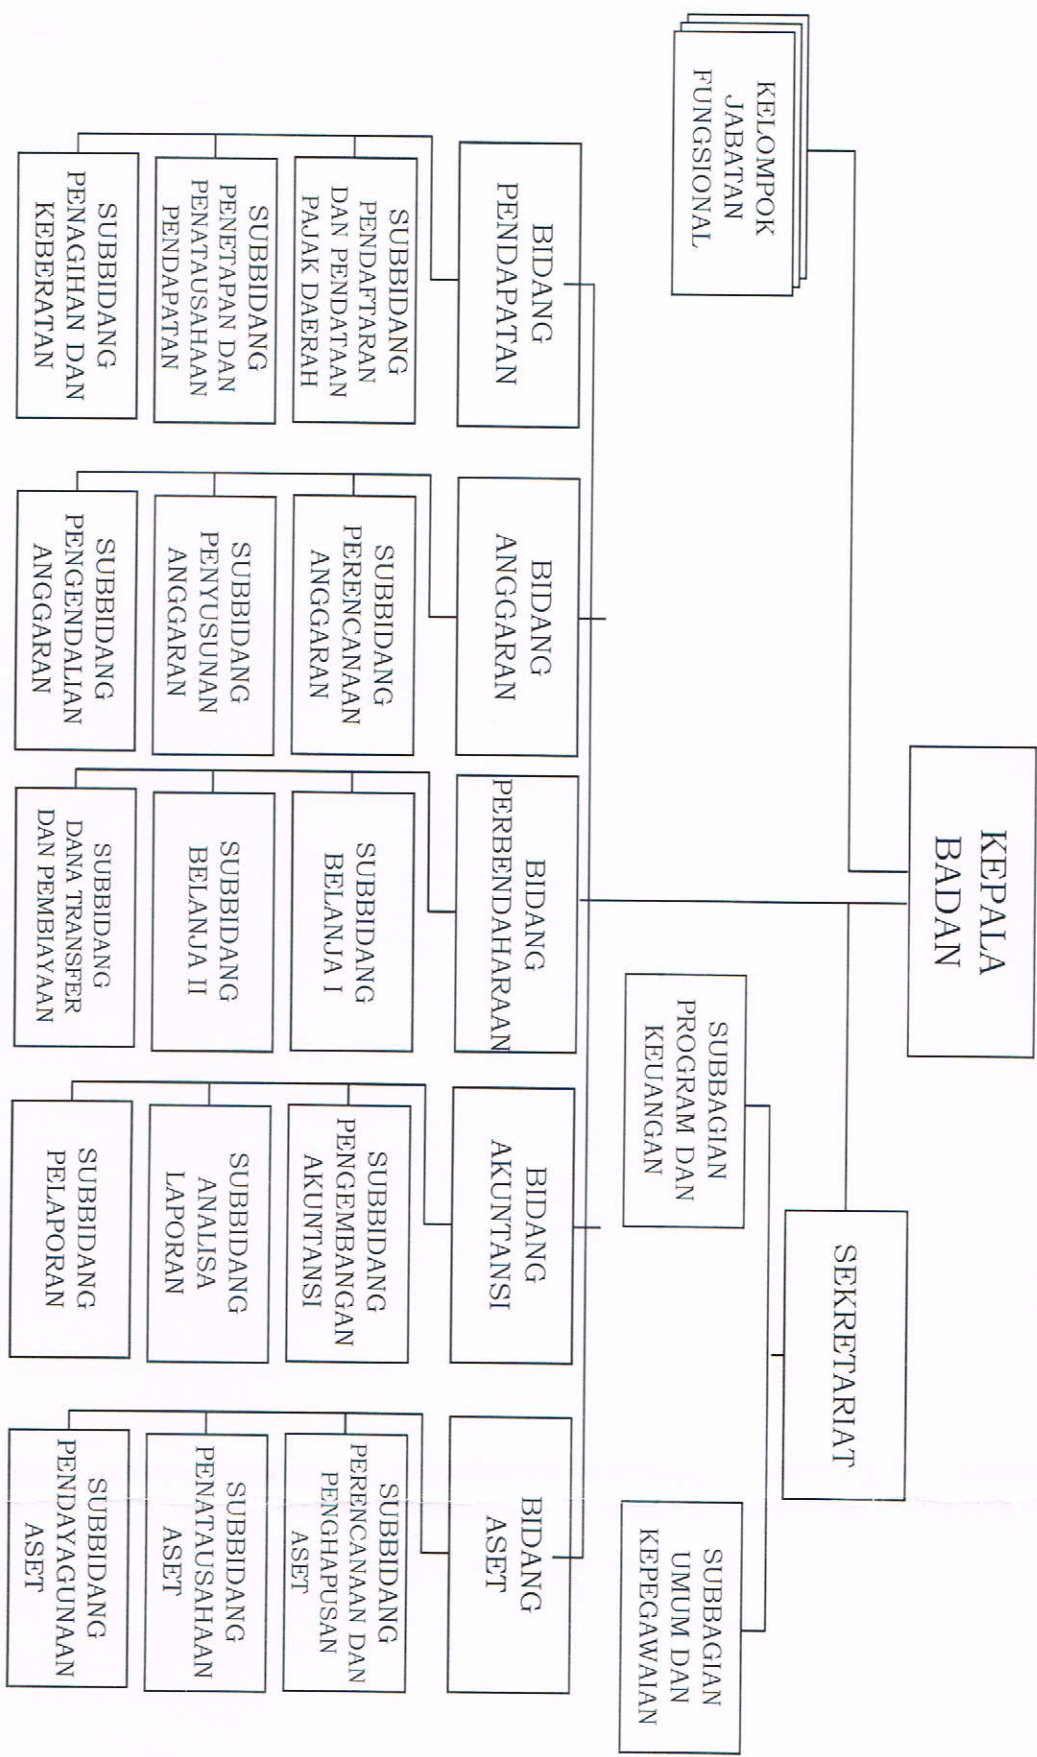 KEPALA
BADAN
KELOMPOK
JABATAN
FUNGSIONAL
SEKRETARIAT
SUBBAGIAN
PROGRAM DAN
KEUANGAN
SUBBAGIAN
UMUM DAN
KEPEGAWAIAN
BIDANG
PENDAPATAN
SUBBIDANG
PENDAFTARAN
DAN PENDATAAN
PAJAK DAERAH
SUBBIDANG
PENETAPAN DAN
PENATAUSAHAAN
PENDAPATAN
SUBBIDANG
PENAGIHAN DAN
KEBERATAN
BIDANG
ANGGARAN
SUBBIDANG
PERENCANAAN
ANGGARAN
SUBBIDANG
PENYUSUNAN
ANGGARAN
SUBBIDANG
PENGENDALIAN
ANGGARAN
BIDANG
PERBENDAHARAAN
SUBBIDANG
BELANJA I
SUBBIDANG
BELANJA II
SUBBIDANG
DANA TRANSFER
DAN PEMBIAYAAN
BIDANG
AKUNTANSI
SUBBIDANG
PENGEMBANGAN
AKUNTANSI
SUBBIDANG
ANALISA
LAPORAN
SUBBIDANG
PELAPORAN
BIDANG
ASET
SUBBIDANG
PERENCANAAN DAN
PENGHAPUSAN
ASET
SUBBIDANG
PENATAUSAHAAN
ASET
SUBBIDANG
PENDAYAGUNAAN
ASET